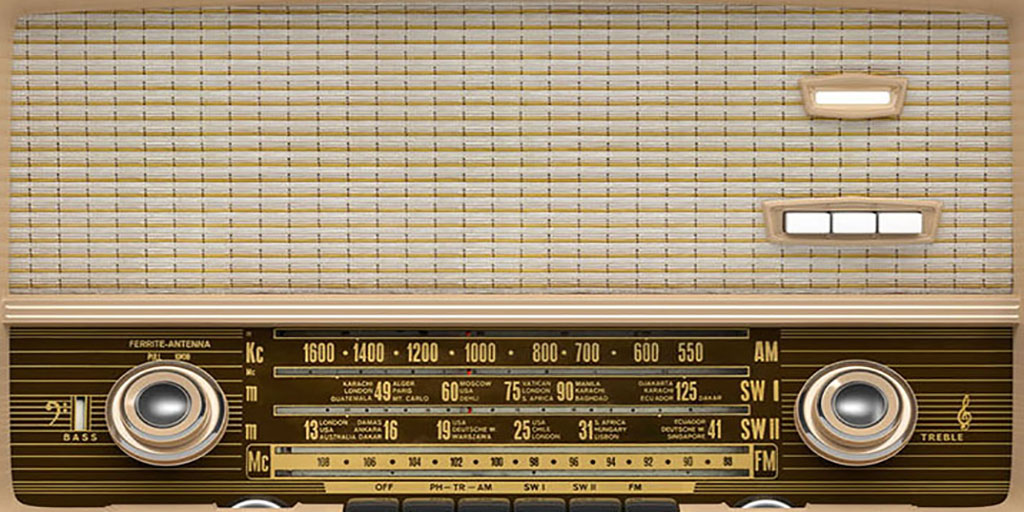 FERRITE-ANTENNA
PULL
Kc 1600 · 1400 · 1200 · 1000 · 800 · 700 · 600 550 AM
Mc
m KARACHI LONDON GUATEMALA 49 ALGER PARIS MT. CARLO 60 MOSCOW USA DEHLI 75 VATICAN LONDON S. AFRICA 90 MANILA KARACHI BAGHDAD DJAKARTA KARACHI ECUADOR 125 DAKAR SW I
m 13 LONDON USA AUSTRALIA DAMAS ANKARA DAKAR 16 19 USA DEUTSCHE W. WARSZAWA 25 USA CHILE LONDON 31 S. AFRICA HUNGARY LISBON ECUADOR DEUTSCHE W. SINGAPORE 41 SW II
Mc 108 • 106 • 104 • 102 • 100 • 98 • 96 • 94 • 92 • 90 • 88 FM
BASS
TREBLE
OFF PH-TR-AM SW I SW II FM